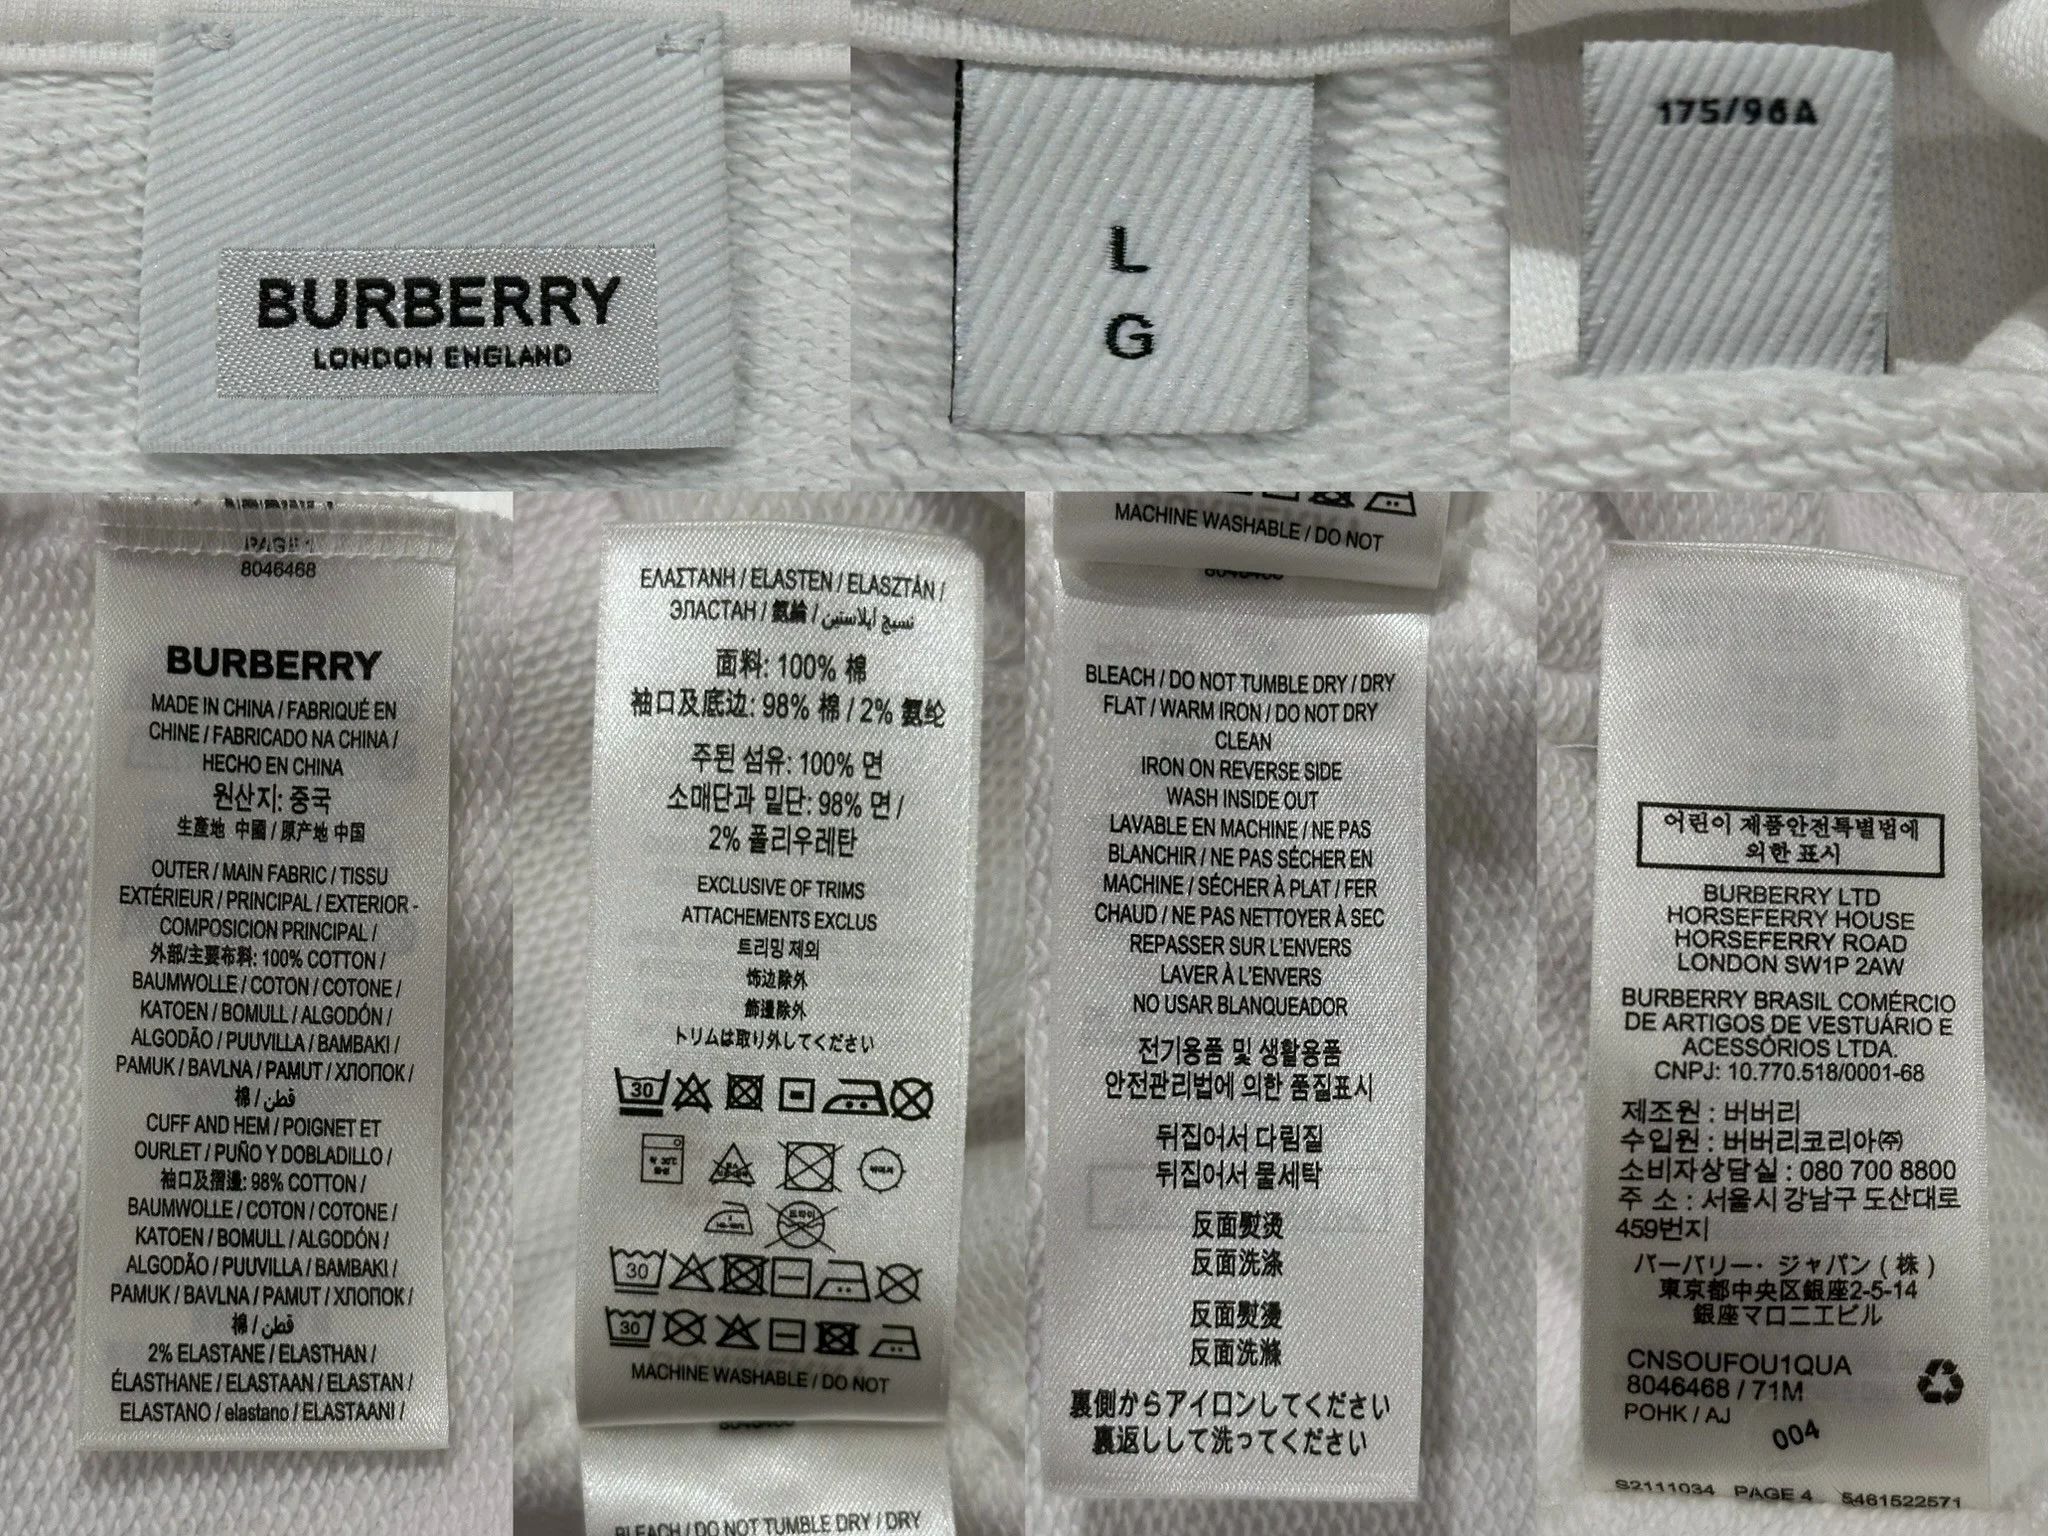 BURBERRY
LONDON ENGLAND
L
G
175/96A
PAGE 1
8046468
BURBERRY
MADE IN CHINA / FABRIQUÉ EN
CHINE / FABRICADO NA CHINA /
HECHO EN CHINA
원산지: 중국
生產地 中國 / 原产地 中国
OUTER / MAIN FABRIC / TISSU
EXTÉRIEUR / PRINCIPAL / EXTERIOR -
COMPOSICION PRINCIPAL /
外部/主要布料: 100% COTTON /
BAUMWOLLE / COTON / COTONE /
KATOEN / BOMULL / ALGODÓN /
ALGODÃO / PUUVILLA / BAMBAKI /
PAMUK / BAVLNA / PAMUT / ХЛОПОК /
棉 / قطن
CUFF AND HEM / POIGNET ET
OURLET / PUÑO Y DOBLADILLO /
袖口及摺邊: 98% COTTON /
BAUMWOLLE / COTON / COTONE /
KATOEN / BOMULL / ALGODÓN /
ALGODÃO / PUUVILLA / BAMBAKI /
PAMUK / BAVLNA / PAMUT / ХЛОПОК /
棉 / قطن
2% ELASTANE / ELASTHAN /
ÉLASTHANE / ELASTAAN / ELASTAN /
ELASTANO / elastano / ELASTAANI /
ΕΛΑΣΤΑΝΗ / ELASTEN / ELASZTÁN /
ЭЛАСТАН / 氨綸 / نسيج ايلاستين
面料: 100% 棉
袖口及底边: 98% 棉 / 2% 氨纶
주된 섬유: 100% 면
소매단과 밑단: 98% 면 /
2% 폴리우레탄
EXCLUSIVE OF TRIMS
ATTACHEMENTS EXCLUS
트리밍 제외
饰边除外
飾邊除外
トリムは取り外してください
30
30
30
MACHINE WASHABLE / DO NOT
BLEACH / DO NOT TUMBLE DRY / DRY
MACHINE WASHABLE / DO NOT
BLEACH / DO NOT TUMBLE DRY / DRY
FLAT / WARM IRON / DO NOT DRY
CLEAN
IRON ON REVERSE SIDE
WASH INSIDE OUT
LAVABLE EN MACHINE / NE PAS
BLANCHIR / NE PAS SÉCHER EN
MACHINE / SÉCHER À PLAT / FER
CHAUD / NE PAS NETTOYER À SEC
REPASSER SUR L'ENVERS
LAVER À L'ENVERS
NO USAR BLANQUEADOR
전기용품 및 생활용품
안전관리법에 의한 품질표시
뒤집어서 다림질
뒤집어서 물세탁
反面熨烫
反面洗涤
反面熨燙
反面洗滌
裏側からアイロンしてください
裏返しして洗ってください
어린이 제품안전특별법에
의한 표시
BURBERRY LTD
HORSEFERRY HOUSE
HORSEFERRY ROAD
LONDON SW1P 2AW
BURBERRY BRASIL COMÉRCIO
DE ARTIGOS DE VESTUÁRIO E
ACESSÓRIOS LTDA.
CNPJ: 10.770.518/0001-68
제조원 : 버버리
수입원 : 버버리코리아㈜
소비자상담실 : 080 700 8800
주 소 : 서울시 강남구 도산대로
459번지
バーバリー・ジャパン ( 株 )
東京都中央区銀座2-5-14
銀座マロニエビル
CNSOUFOU1QUA
8046468 / 71M
POHK / AJ
004
S2111034 PAGE 4 5461522571